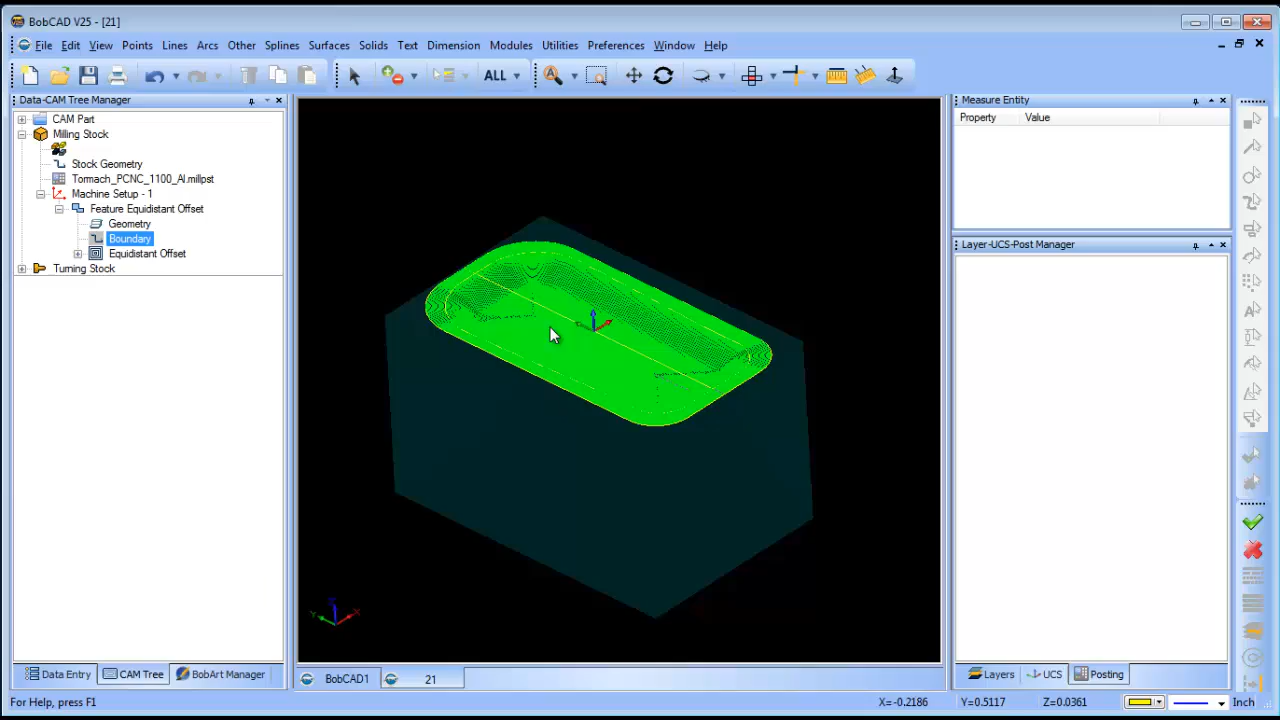 BobCAD V25 - [21]
File Edit View Points Lines Arcs Other Splines Surfaces Solids Text Dimension Modules Utilities Preferences Window Help
ALL
Data-CAM Tree Manager
CAM Part
Milling Stock
Stock Geometry
Tormach_PCNC_1100_Al.millpst
Machine Setup - 1
Feature Equidistant Offset
Geometry
Boundary
Equidistant Offset
Turning Stock
Measure Entity
Property Value
Layer-UCS-Post Manager
Data Entry CAM Tree BobArt Manager
BobCAD1 21
Layers UCS Posting
For Help, press F1
X=-0.2186 Y=0.5117 Z=0.0361 Inch